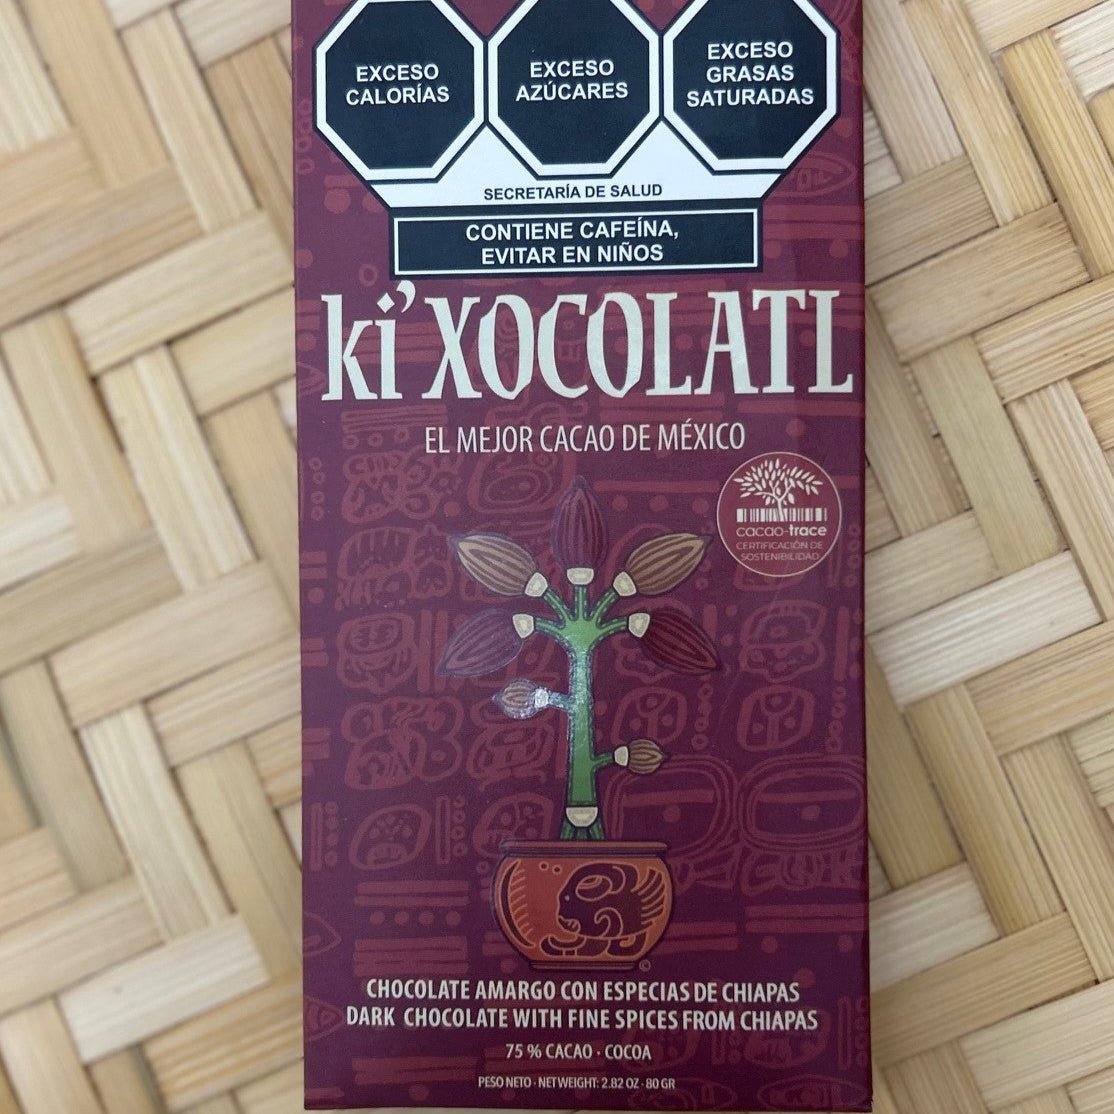 EXCESO
CALORÍAS
EXCESO
AZÚCARES
EXCESO
GRASAS
SATURADAS
SECRETARÍA DE SALUD
CONTIENE CAFEÍNA,
EVITAR EN NIÑOS
ki'XOCOLATL
EL MEJOR CACAO DE MÉXICO
cacao-trace
CERTIFICACIÓN DE
SOSTENIBILIDAD
©
CHOCOLATE AMARGO CON ESPECIAS DE CHIAPAS
DARK CHOCOLATE WITH FINE SPICES FROM CHIAPAS
75 % CACAO · COCOA
PESO NETO · NET WEIGHT: 2.82 OZ · 80 GR